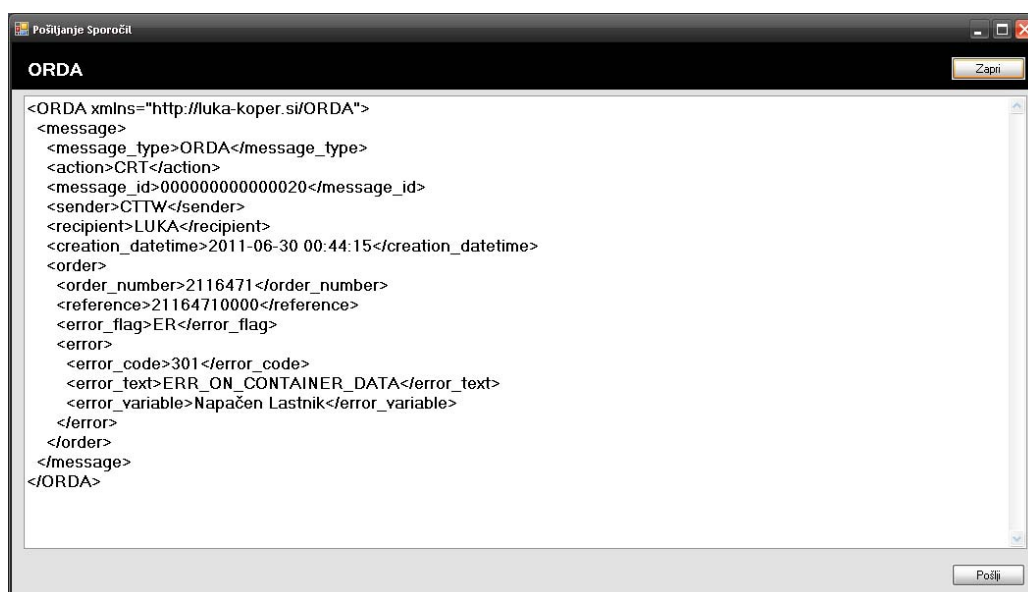 Pošiljanje Sporočil
ORDA
Zapri
<ORDA xmlns="http://luka-koper.si/ORDA">
<message>
<message_type>ORDA</message_type>
<action>CRT</action>
<message_id>000000000000020</message_id>
<sender>CTTW</sender>
<recipient>LUKA</recipient>
<creation_datetime>2011-06-30 00:44:15</creation_datetime>
<order>
<order_number>2116471</order_number>
<reference>21164710000</reference>
<error_flag>ER</error_flag>
<error>
<error_code>301</error_code>
<error_text>ERR_ON_CONTAINER_DATA</error_text>
<error_variable>Napačen Lastnik</error_variable>
</error>
</order>
</message>
</ORDA>
Pošlji